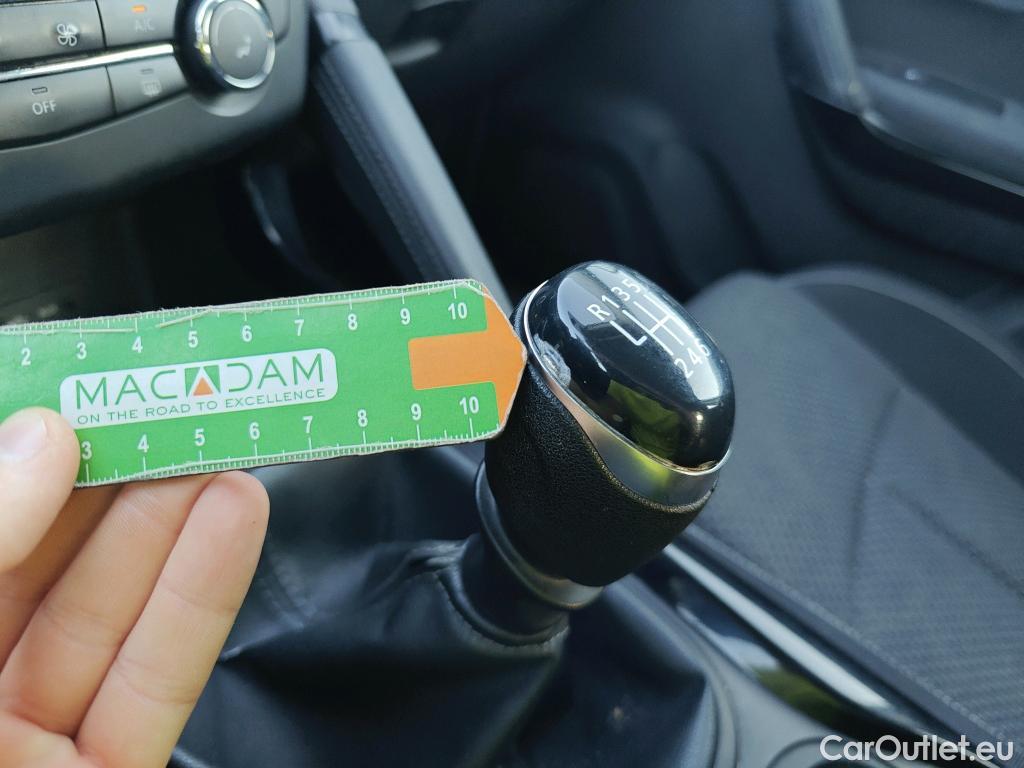 A/C
OFF
2 3 4 5 6 7 8 9 10
MACADAM
ON THE ROAD TO EXCELLENCE
3 4 5 6 7 8 9 10
R135
246
CarOutlet.eu